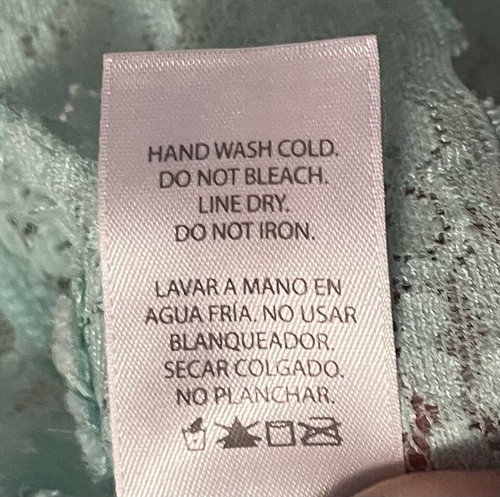 HAND WASH COLD.
DO NOT BLEACH.
LINE DRY.
DO NOT IRON.
LAVAR A MANO EN
AGUA FRÍA. NO USAR
BLANQUEADOR.
SECAR COLGADO.
NO PLANCHAR.